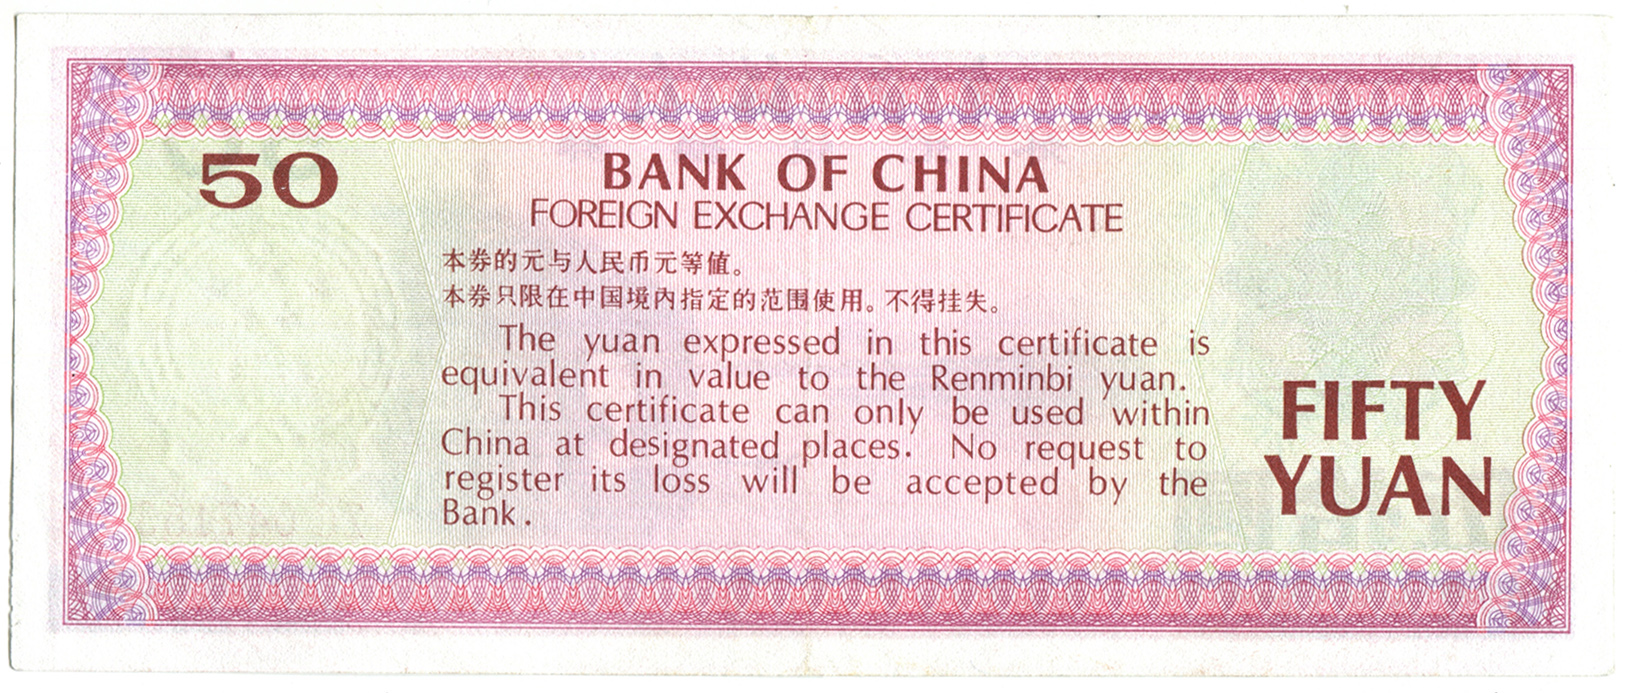 50
BANK OF CHINA
FOREIGN EXCHANGE CERTIFICATE
本券的元与人民币元等値。
本券只限在中国境内指定的范围使用。不得挂失。
The yuan expressed in this certificate is
equivalent in value to the Renminbi yuan.
This certificate can only be used within
China at designated places. No request to
register its loss will be accepted by the
Bank.
FIFTY
YUAN